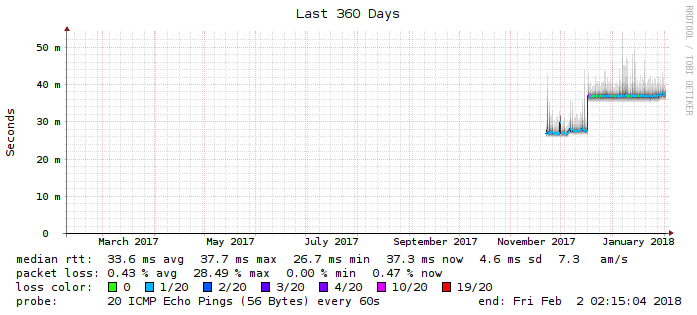 Last 360 Days
RRDTOOL / TOBI OETIKER
Seconds
50 m
40 m
30 m
20 m
10 m
0
March 2017 May 2017 July 2017 September 2017 November 2017 January 2018
median rtt: 33.6 ms avg 37.7 ms max 26.7 ms min 37.3 ms now 4.6 ms sd 7.3 am/s
packet loss: 0.43 % avg 28.49 % max 0.00 % min 0.47 % now
loss color: 0 1/20 2/20 3/20 4/20 10/20 19/20
probe: 20 ICMP Echo Pings (56 Bytes) every 60s end: Fri Feb 2 02:15:04 2018